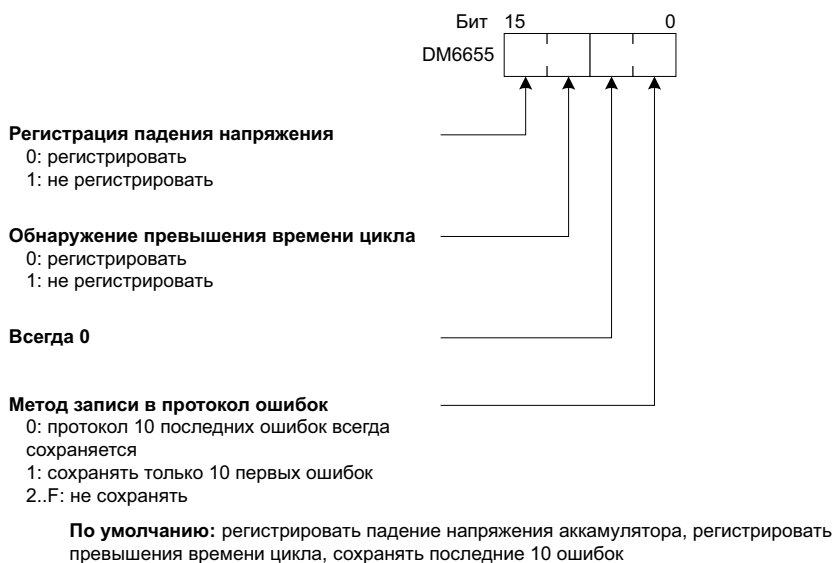 Бит 15 0
DM6655
Регистрация падения напряжения
0: регистрировать
1: не регистрировать
Обнаружение превышения времени цикла
0: регистрировать
1: не регистрировать
Всегда 0
Метод записи в протокол ошибок
0: протокол 10 последних ошибок всегда
сохраняется
1: сохранять только 10 первых ошибок
2..F: не сохранять
По умолчанию: регистрировать падение напряжения аккамулятора, регистрировать
превышения времени цикла, сохранять последние 10 ошибок